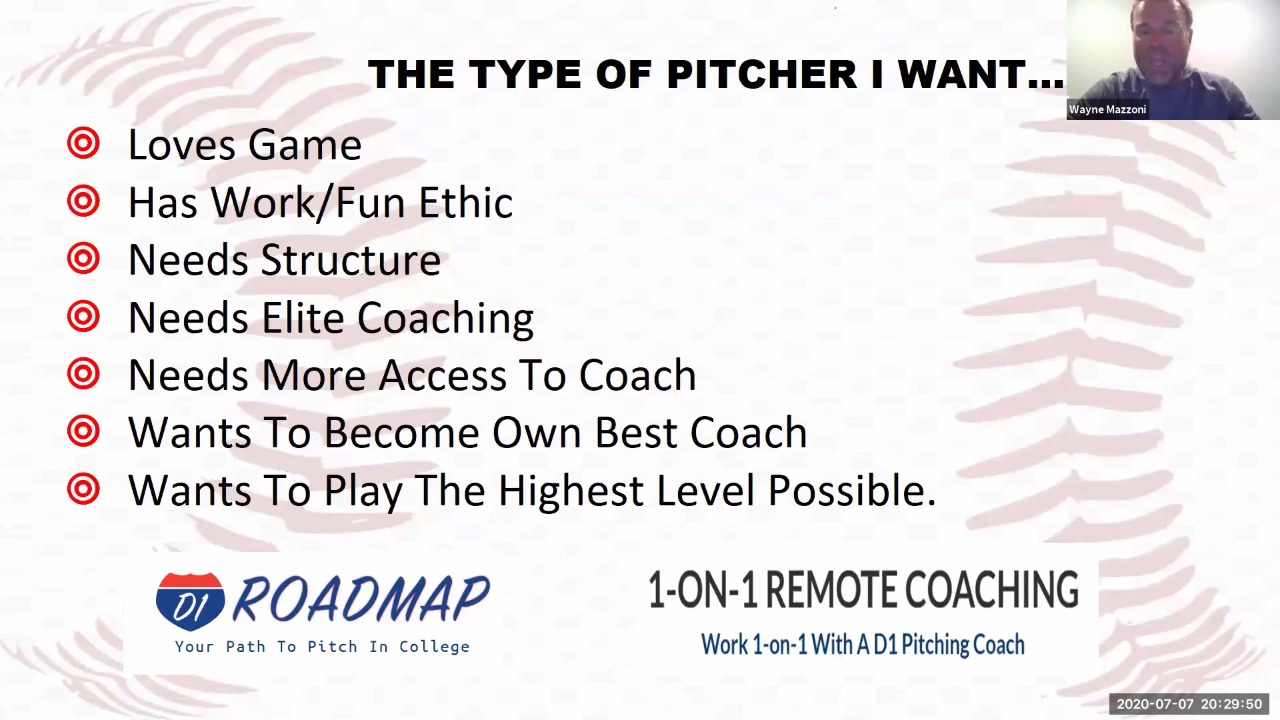 THE TYPE OF PITCHER I WANT...
Wayne Mazzoni
Loves Game
Has Work/Fun Ethic
Needs Structure
Needs Elite Coaching
Needs More Access To Coach
Wants To Become Own Best Coach
Wants To Play The Highest Level Possible.
D1 ROADMAP
Your Path To Pitch In College
1-ON-1 REMOTE COACHING
Work 1-on-1 With A D1 Pitching Coach
2020-07-07 20:29:50